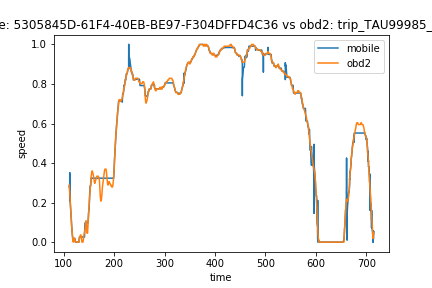 e: 5305845D-61F4-40EB-BE97-F304DFFD4C36 vs obd2: trip_TAU99985_
mobile
obd2
1.0
0.8
0.6
0.4
0.2
0.0
speed
100 200 300 400 500 600 700
time